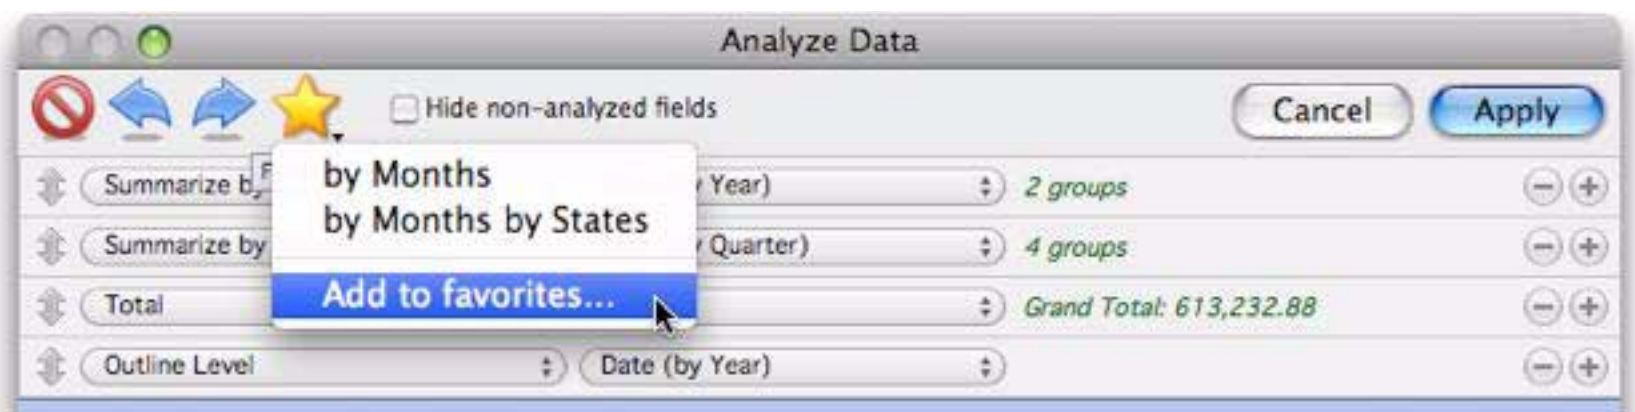 Analyze Data
Hide non-analyzed fields
Cancel
Apply
by Months
by Months by States
Add to favorites...
Summarize by
Year)
2 groups
Summarize by
Quarter)
4 groups
Total
Grand Total: 613,232.88
Outline Level
Date (by Year)